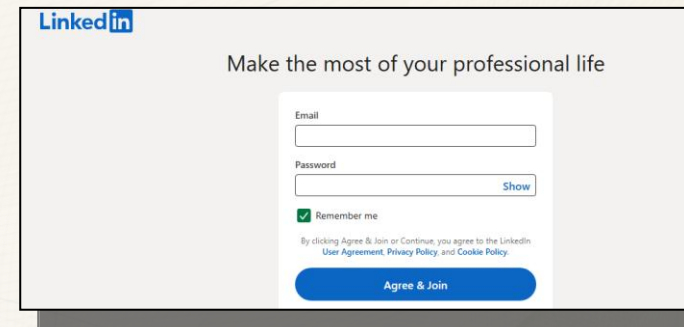 Linkedin
Make the most of your professional life
Email
Password
Show
Remember me
By clicking Agree & Join or Continue, you agree to the LinkedIn
User Agreement, Privacy Policy, and Cookie Policy.
Agree & Join